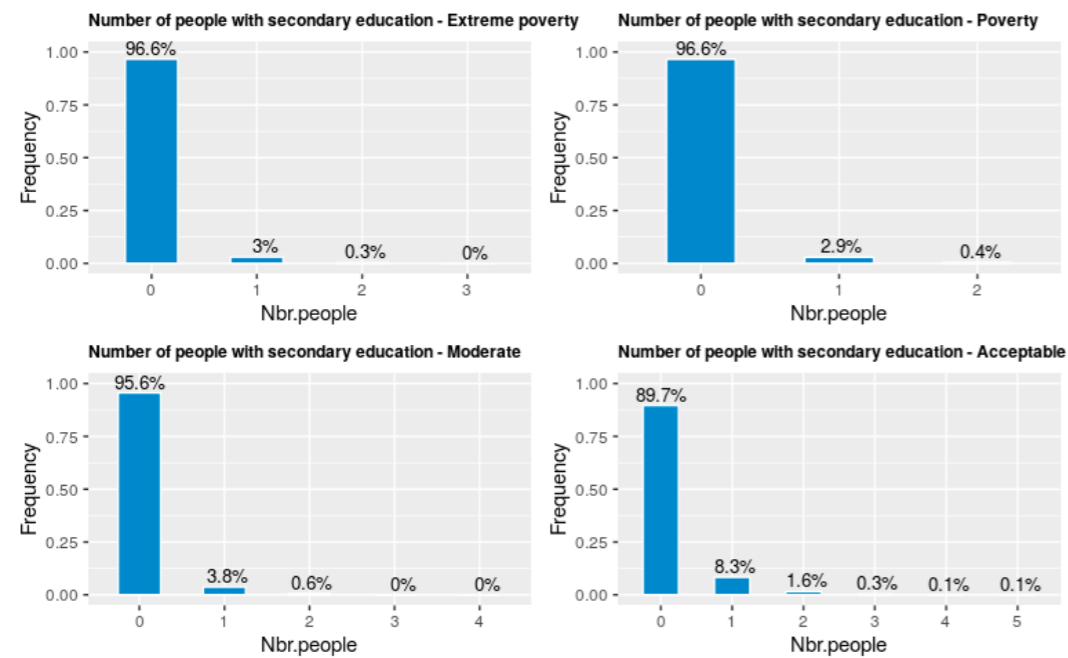 Number of people with secondary education - Extreme poverty
1.00
0.75
0.50
0.25
0.00
Frequency
96.6%
3%
0.3%
0%
0 1 2 3
Nbr.people
Number of people with secondary education - Poverty
1.00
0.75
0.50
0.25
0.00
Frequency
96.6%
2.9%
0.4%
0 1 2
Nbr.people
Number of people with secondary education - Moderate
1.00
0.75
0.50
0.25
0.00
Frequency
95.6%
3.8%
0.6%
0%
0%
0 1 2 3 4
Nbr.people
Number of people with secondary education - Acceptable
1.00
0.75
0.50
0.25
0.00
Frequency
89.7%
8.3%
1.6%
0.3%
0.1%
0.1%
0 1 2 3 4 5
Nbr.people